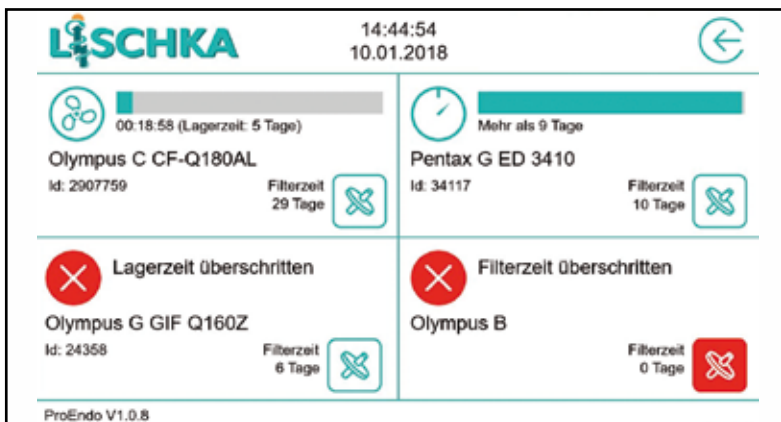 LISCHKA
14:44:54
10.01.2018
00:18:58 (Lagerzeit: 5 Tage)
Olympus C CF-Q180AL
Id: 2907759
Filterzeit
29 Tage
Mehr als 9 Tage
Pentax G ED 3410
Id: 34117
Filterzeit
10 Tage
Lagerzeit überschritten
Olympus G GIF Q160Z
Id: 24358
Filterzeit
6 Tage
Filterzeit überschritten
Olympus B
Filterzeit
0 Tage
ProEndo V1.0.8